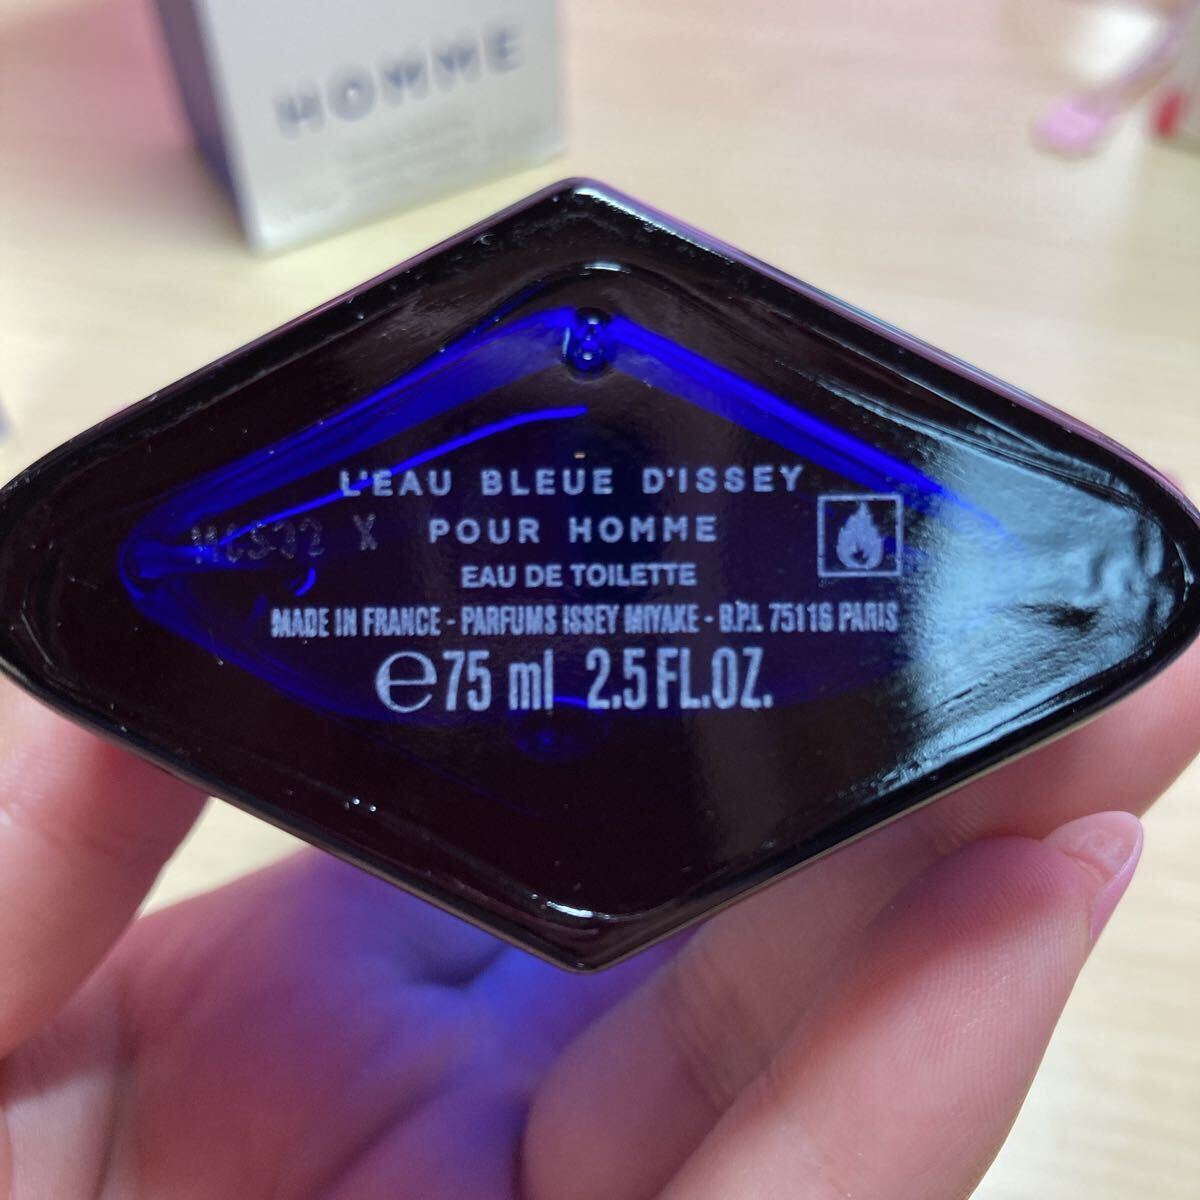 HOMME
L'EAU BLEUE D'ISSEY
POUR HOMME
EAU DE TOILETTE
MADE IN FRANCE - PARFUMS ISSEY MIYAKE - B.P.I. 75116 PARIS
℮75 ml 2.5 FL.OZ.